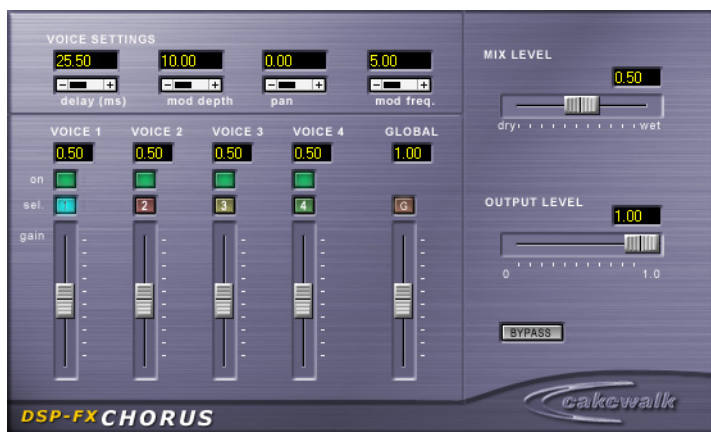 VOICE SETTINGS
25.50 10.00 0.00 5.00
delay (ms) mod depth pan mod freq.
VOICE 1 VOICE 2 VOICE 3 VOICE 4 GLOBAL
0.50 0.50 0.50 0.50 1.00
on
sel. 1 2 3 4 G
gain
MIX LEVEL
0.50
dry wet
OUTPUT LEVEL
1.00
0 1.0
BYPASS
DSP-FX CHORUS
cakewalk